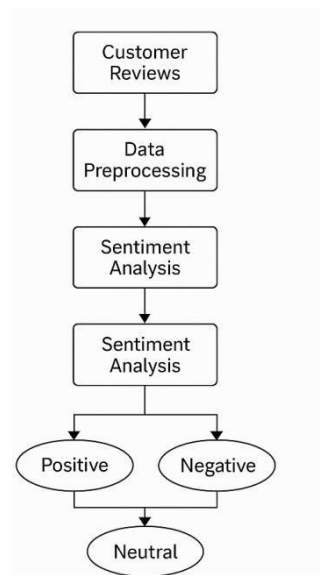 Customer
Reviews
Data
Preprocessing
Sentiment
Analysis
Sentiment
Analysis
Positive
Negative
Neutral